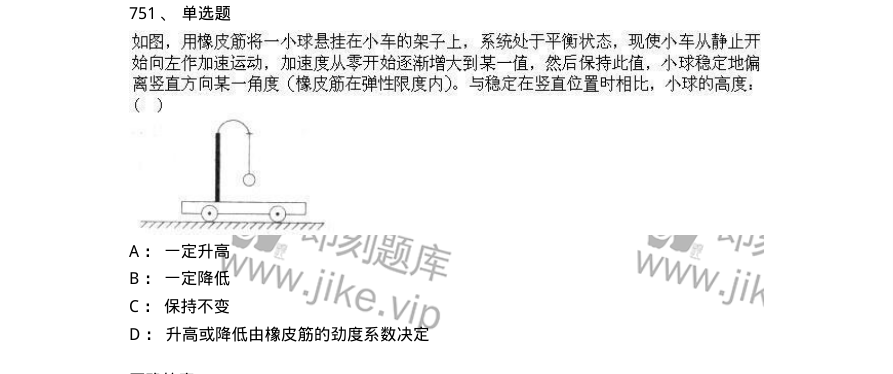 751 、 单选题
如图，用橡皮筋将一小球悬挂在小车的架子上，系统处于平衡状态，现使小车从静止开
始向左作加速运动，加速度从零开始逐渐增大到某一值，然后保持此值，小球稳定地偏
离竖直方向某一角度（橡皮筋在弹性限度内）。与稳定在竖直位置时相比，小球的高度：
（ ）
A ： 一定升高
B ： 一定降低
C ： 保持不变
D ： 升高或降低由橡皮筋的劲度系数决定
即刻题库
www.jike.vip
www.jik